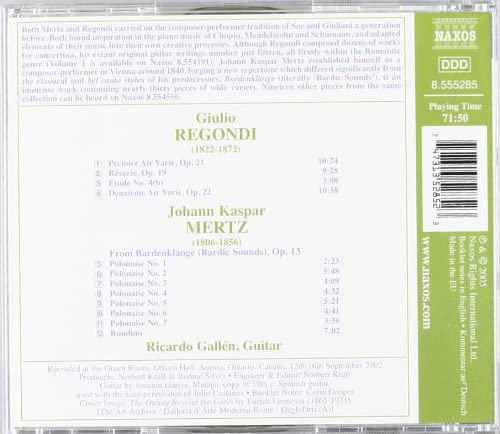 Both Mertz and Regondi carried on the composer-performer tradition of Sor and Giuliani a generation
before. Both found inspiration in the piano music of Chopin, Mendelssohn and Schumann, and adapted
elements of their music into their own creative processes. Although Regondi composed dozens of works
for concertina, his extant original guitar writings number just fifteen, all firmly within the Romantic
genre (Volume 1 is available on Naxos 8.554191). Johann Kaspar Mertz established himself as a
composer-performer in Vienna around 1840, forging a new repertoire which differed significantly from
the classical and bel canto styles of his predecessors. Bardenklänge (literally 'Bardic Sounds'), is an
immense work containing nearly thirty pieces of wide variety. Nineteen other pieces from the same
collection can be heard on Naxos 8.554556.
Giulio
REGONDI
(1822-1872)
1 Premier Air Varié, Op. 21 10:24
2 Rêverie, Op. 19 9:28
3 Étude No. 4(b) 3:08
4 Deuxième Air Varié, Op. 22 10:58
Johann Kaspar
MERTZ
(1806-1856)
From Bardenklänge (Bardic Sounds), Op. 13
5 Polonaise No. 1 2:23
6 Polonaise No. 2 5:48
7 Polonaise No. 3 4:09
8 Polonaise No. 4 4:32
9 Polonaise No. 5 5:21
10 Polonaise No. 6 4:41
11 Polonaise No. 7 3:56
12 Rondino 7:02
Ricardo Gallén, Guitar
Recorded at the Green Room, Offant Hall, Aurora, Ontario, Canada, 12th-16th September 2002
Producers: Norbert Kraft & Bonnie Silver • Engineer & Editor: Norbert Kraft
Guitar by Joaquín García, Malaga, copy of 19th c. Spanish guitar,
used with the kind permission of Julio Castaños • Booklet Notes: Colin Cooper
Cover Image: The Outing Beyond the Gates by Enrico Leonessa (1865-1921)
[The Art Archive / Galleria d'Arte Moderna Rome / Dagli Orti (A)]
NAXOS
DDD
8.555285
Playing Time
71:50
7 47313 52852 3
℗ & © 2005
Naxos Rights International Ltd.
Booklet notes in English • Kommentar auf Deutsch
Made in the EU
www.naxos.com